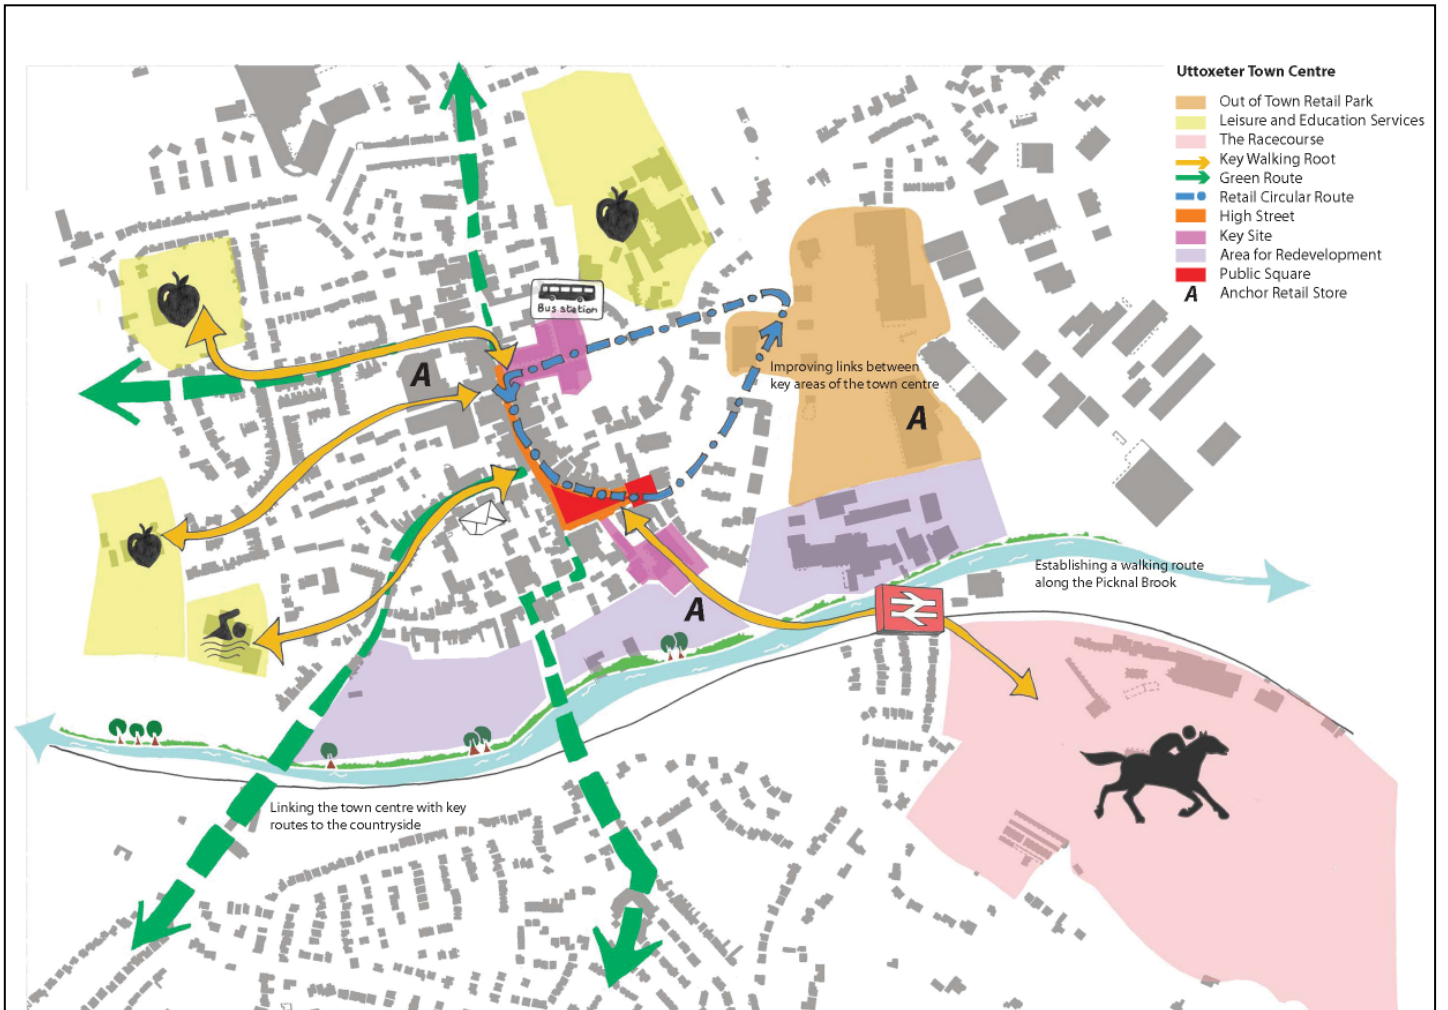 Uttoxeter Town Centre
Out of Town Retail Park
Leisure and Education Services
The Racecourse
Key Walking Root
Green Route
Retail Circular Route
High Street
Key Site
Area for Redevelopment
Public Square
A Anchor Retail Store
Bus station
A
Improving links between
key areas of the town centre
A
Establishing a walking route
along the Picknal Brook
A
Linking the town centre with key
routes to the countryside